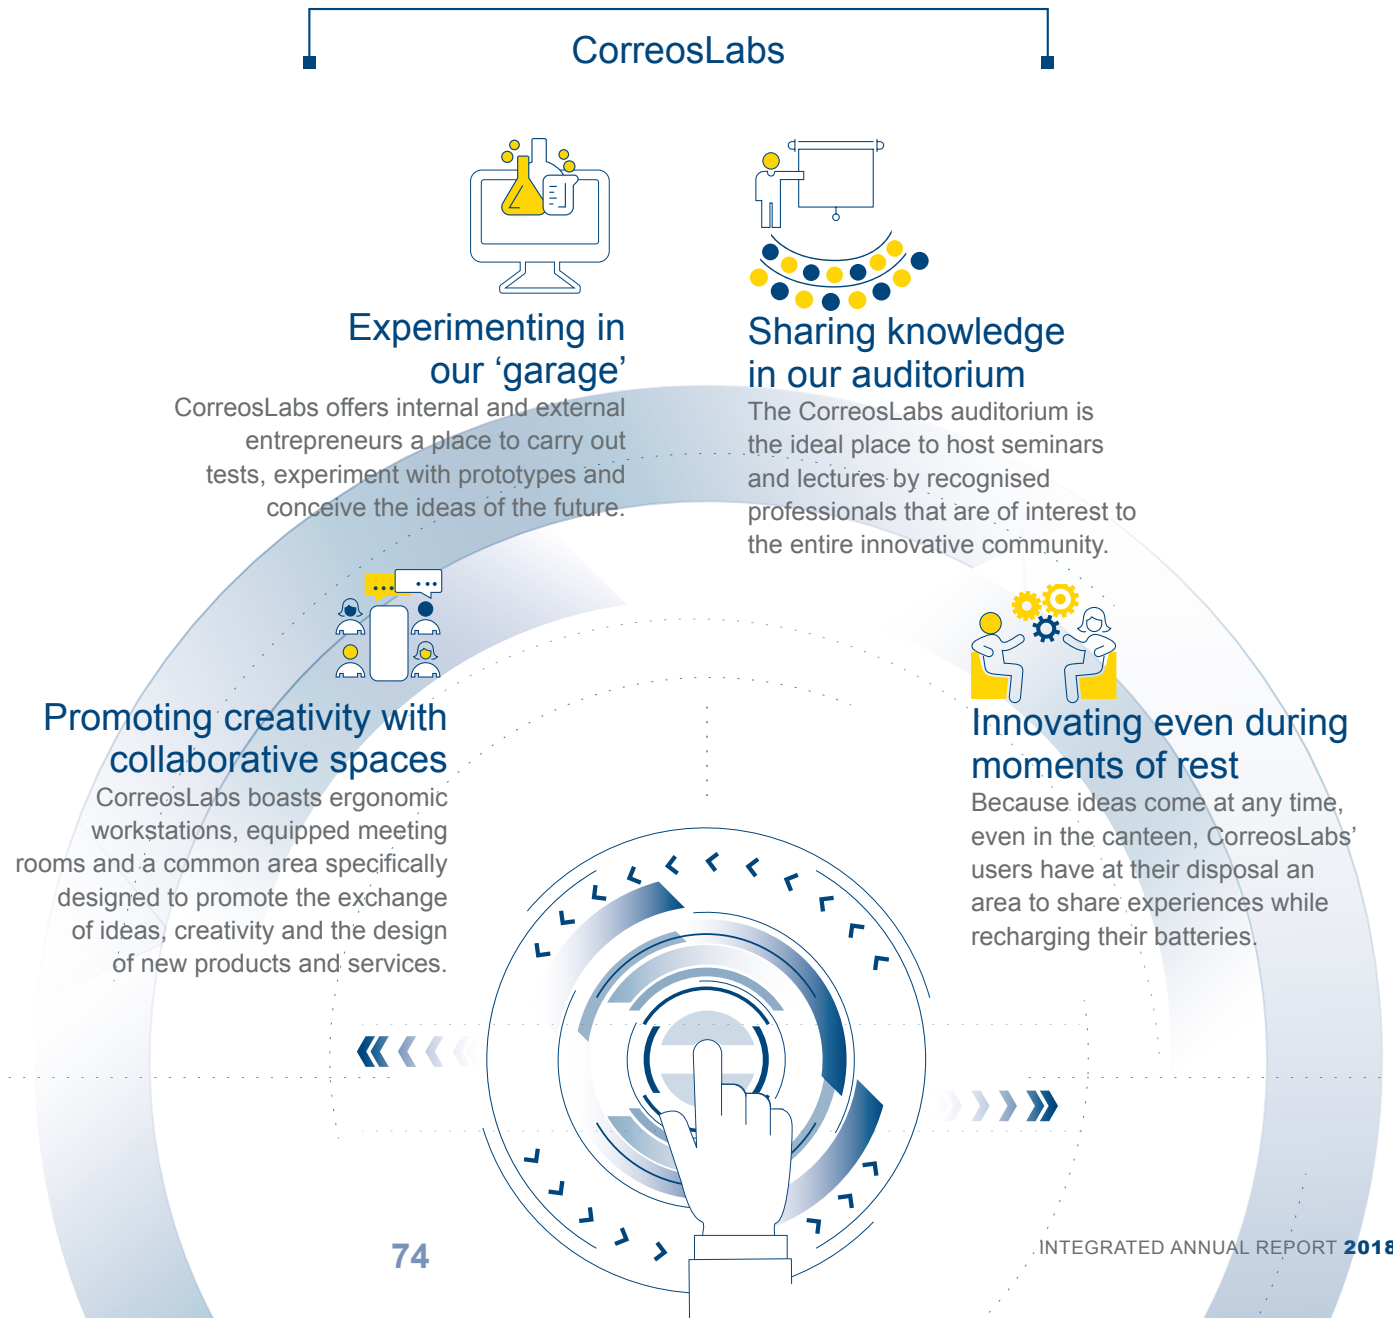 CorreosLabs
Experimenting in
our ‘garage’
CorreosLabs offers internal and external
entrepreneurs a place to carry out
tests, experiment with prototypes and
conceive the ideas of the future.
Sharing knowledge
in our auditorium
The CorreosLabs auditorium is
the ideal place to host seminars
and lectures by recognised
professionals that are of interest to
the entire innovative community.
Promoting creativity with
collaborative spaces
CorreosLabs boasts ergonomic
workstations, equipped meeting
rooms and a common area specifically
designed to promote the exchange
of ideas, creativity and the design
of new products and services.
Innovating even during
moments of rest
Because ideas come at any time,
even in the canteen, CorreosLabs’
users have at their disposal an
area to share experiences while
recharging their batteries.
74
INTEGRATED ANNUAL REPORT 2018